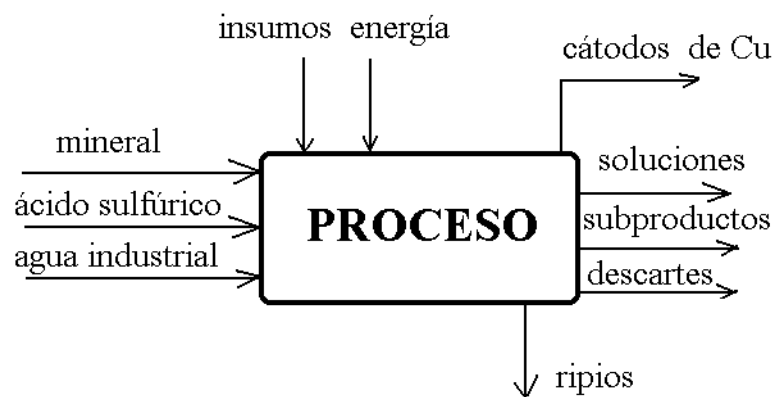 insumos energía
cátodos de Cu
mineral
ácido sulfúrico
agua industrial
PROCESO
soluciones
subproductos
descartes
ripios